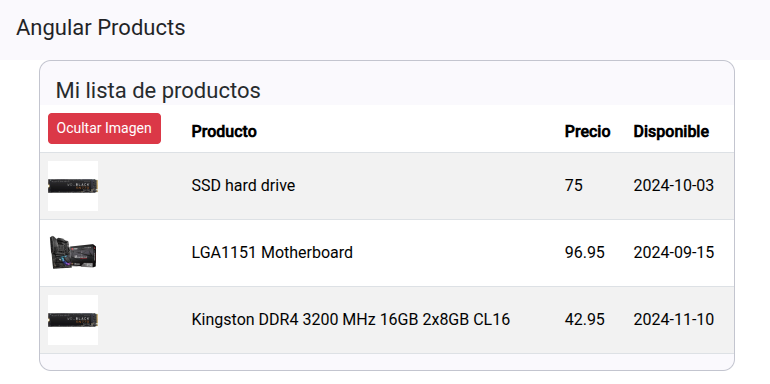 Angular Products
Mi lista de productos
Ocultar Imagen Producto Precio Disponible
SSD hard drive 75 2024-10-03
LGA1151 Motherboard 96.95 2024-09-15
Kingston DDR4 3200 MHz 16GB 2x8GB CL16 42.95 2024-11-10